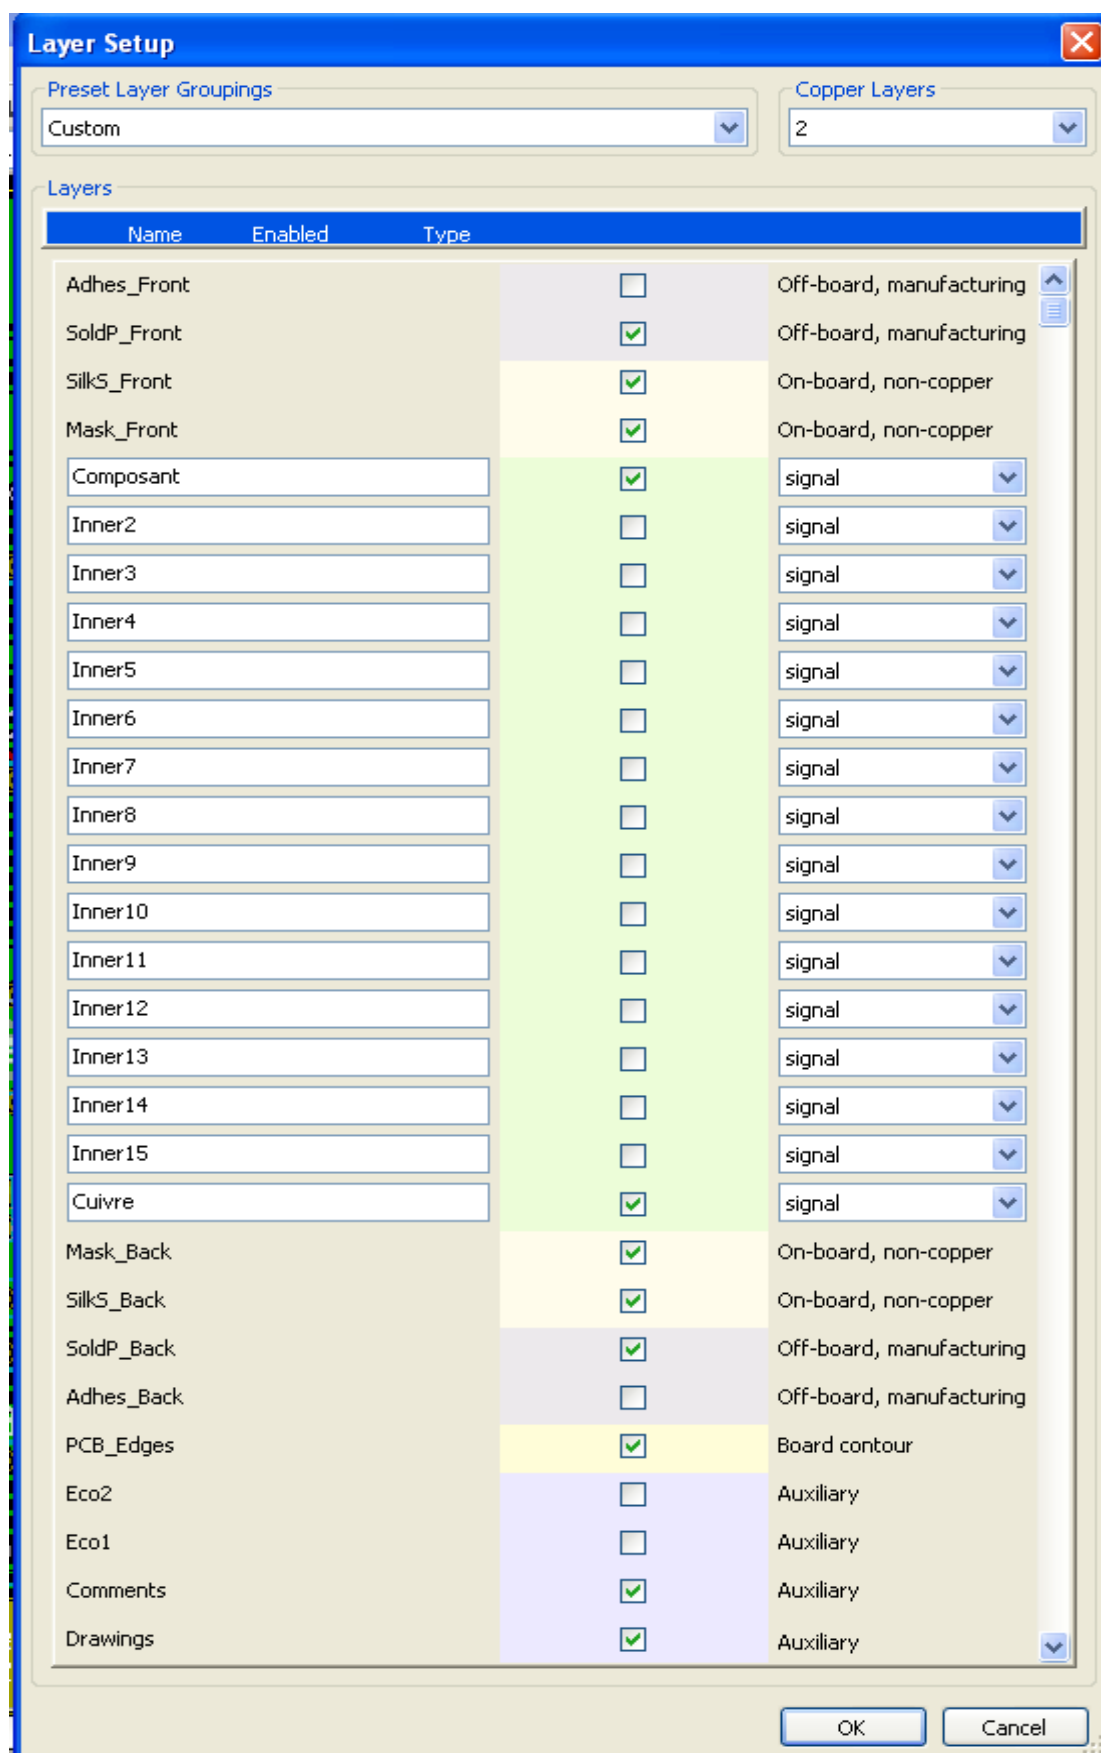 Layer Setup
Preset Layer Groupings Copper Layers
Custom 2
Layers
Name Enabled Type
Adhes_Front Off-board, manufacturing
SoldP_Front Off-board, manufacturing
SilkS_Front On-board, non-copper
Mask_Front On-board, non-copper
Composant signal
Inner2 signal
Inner3 signal
Inner4 signal
Inner5 signal
Inner6 signal
Inner7 signal
Inner8 signal
Inner9 signal
Inner10 signal
Inner11 signal
Inner12 signal
Inner13 signal
Inner14 signal
Inner15 signal
Cuivre signal
Mask_Back On-board, non-copper
SilkS_Back On-board, non-copper
SoldP_Back Off-board, manufacturing
Adhes_Back Off-board, manufacturing
PCB_Edges Board contour
Eco2 Auxiliary
Eco1 Auxiliary
Comments Auxiliary
Drawings Auxiliary
OK Cancel